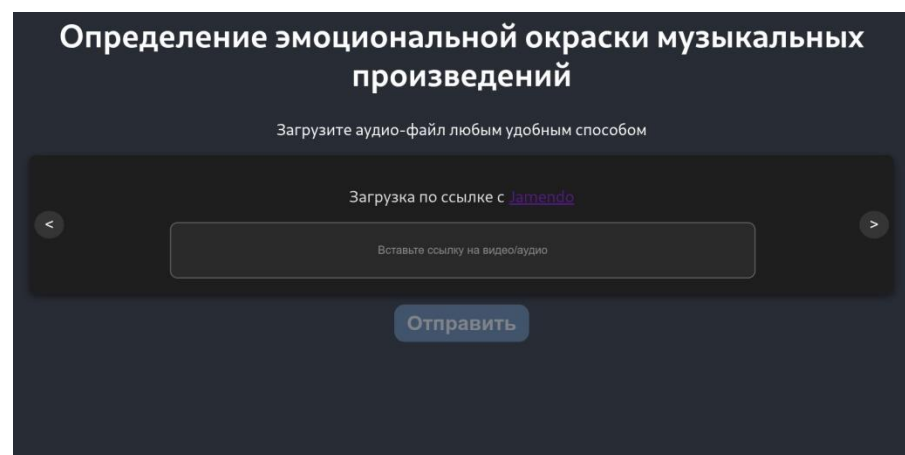 Определение эмоциональной окраски музыкальных
произведений
Загрузите аудио-файл любым удобным способом
Загрузка по ссылке с Jamendo
<
>
Вставьте ссылку на видео/аудио
Отправить